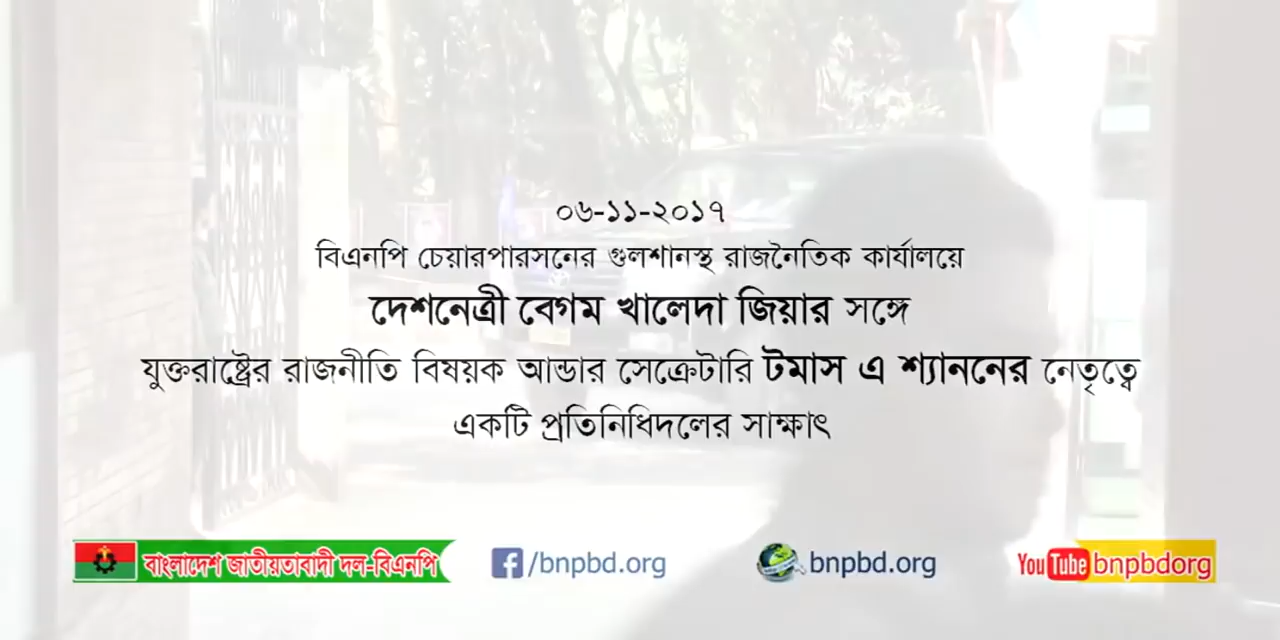 ০৬-১১-২০১৭
বিএনপি চেয়ারপারসনের গুলশানস্থ রাজনৈতিক কার্যালয়ে
দেশনেত্রী বেগম খালেদা জিয়ার সঙ্গে
যুক্তরাষ্ট্রের রাজনীতি বিষয়ক আন্ডার সেক্রেটারি টমাস এ শ্যাননের নেতৃত্বে
একটি প্রতিনিধিদলের সাক্ষাৎ
বাংলাদেশ জাতীয়তাবাদী দল-বিএনপি /bnpbd.org bnpbd.org YouTube bnpbdorg